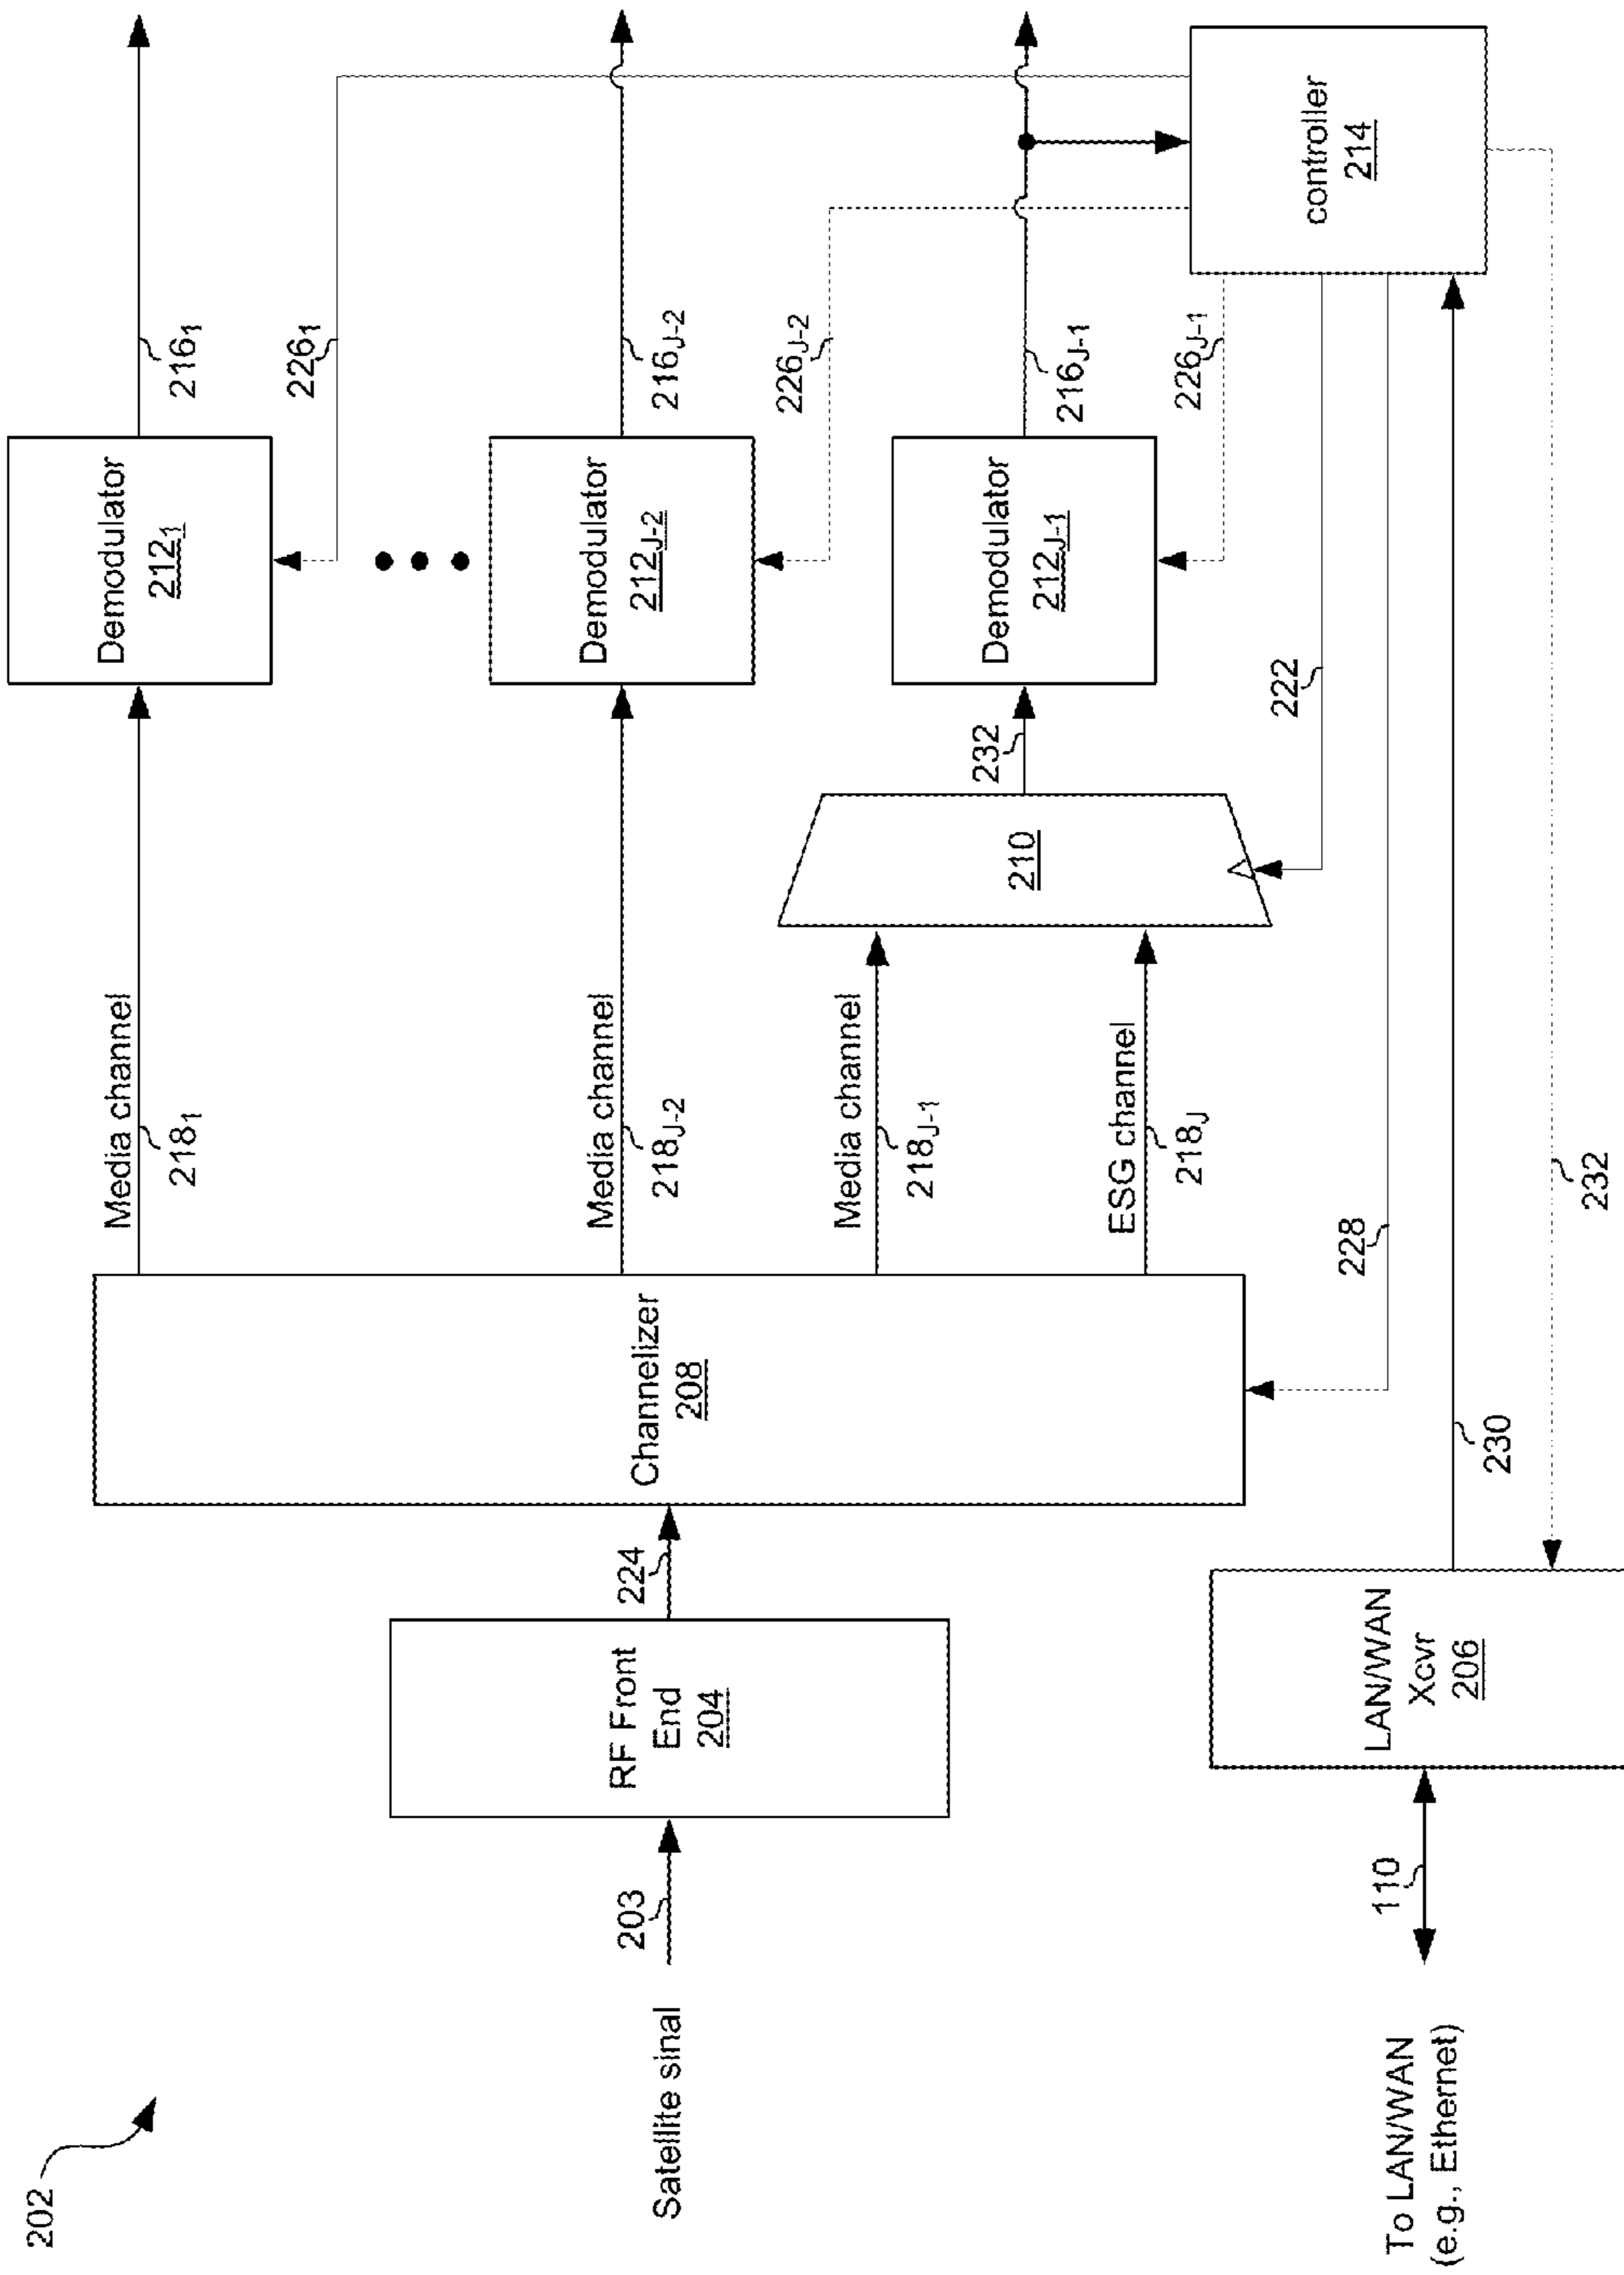 202
Satellite sinal
203
RF Front
End
204
224
Channelizer
208
Media channel
218₁
Media channel
218J-2
Media channel
218J-1
ESG channel
218J
210
232
Demodulator
212₁
Demodulator
212J-2
Demodulator
212J-1
216₁
226₁
216J-2
226J-2
216J-1
226J-1
222
228
230
232
controller
214
To LAN/WAN
(e.g., Ethernet)
110
LAN/WAN
Xcvr
206